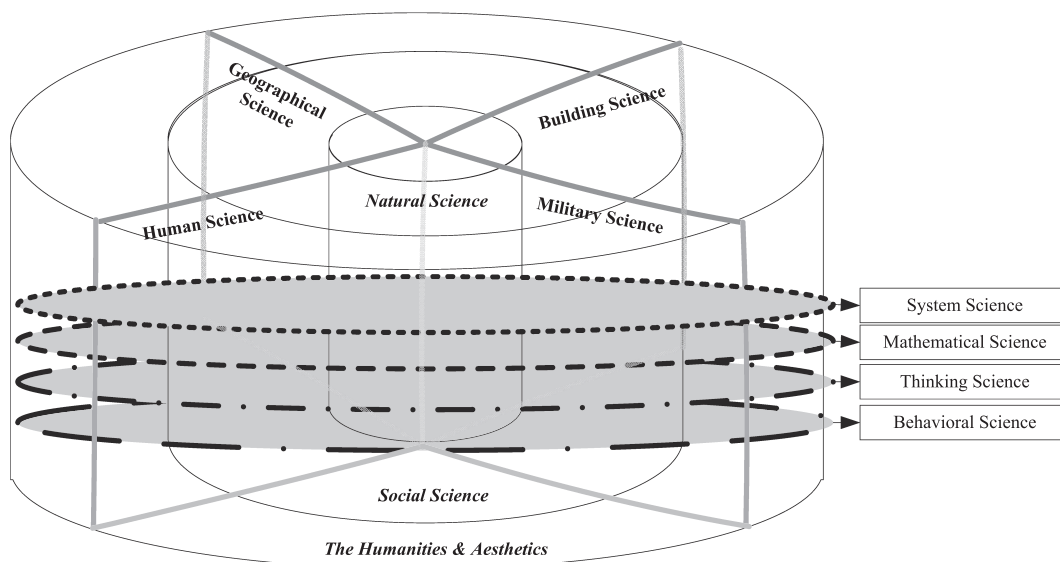 Geographical
Science
Building Science
Natural Science
Human Science
Military Science
System Science
Mathematical Science
Thinking Science
Behavioral Science
Social Science
The Humanities & Aesthetics